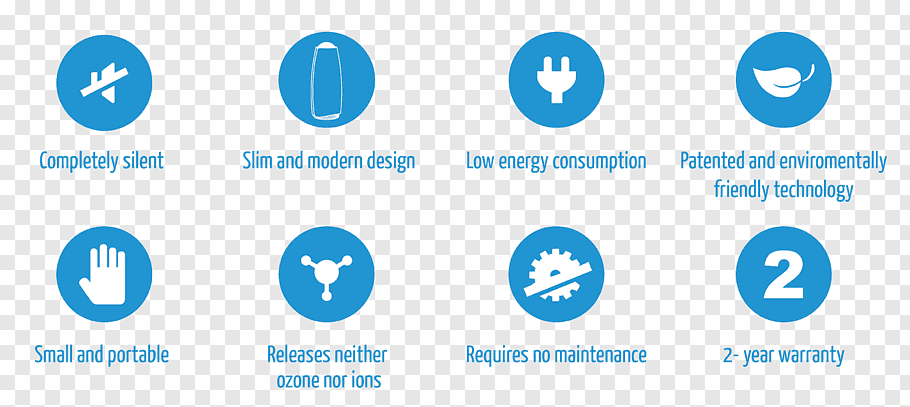 Completely silent
Slim and modern design
Low energy consumption
Patented and enviromentally
friendly technology
Small and portable
Releases neither
ozone nor ions
Requires no maintenance
2
2- year warranty